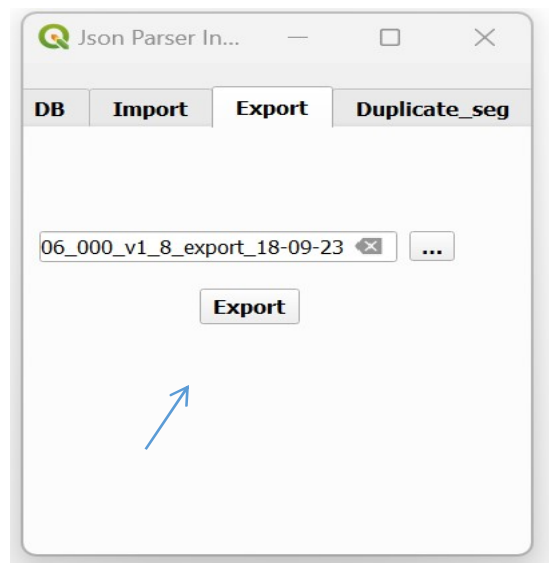 Json Parser In...
DB Import Export Duplicate_seg
06_000_v1_8_export_18-09-23 ...
Export